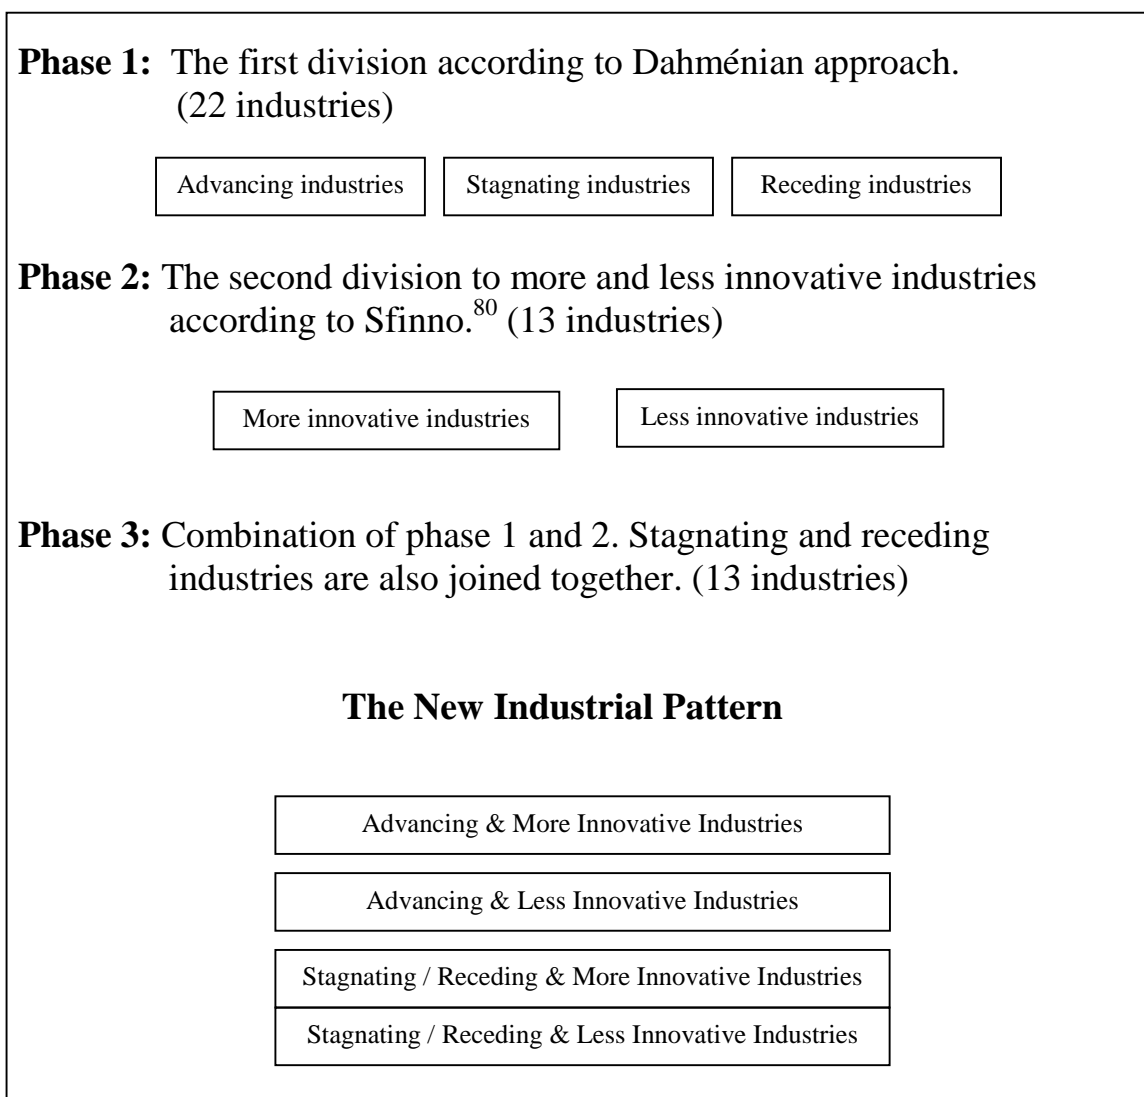 Phase 1: The first division according to Dahménian approach.
(22 industries)
Advancing industries
Stagnating industries
Receding industries
Phase 2: The second division to more and less innovative industries
according to Sfinno.80 (13 industries)
More innovative industries
Less innovative industries
Phase 3: Combination of phase 1 and 2. Stagnating and receding
industries are also joined together. (13 industries)
The New Industrial Pattern
Advancing & More Innovative Industries
Advancing & Less Innovative Industries
Stagnating / Receding & More Innovative Industries
Stagnating / Receding & Less Innovative Industries